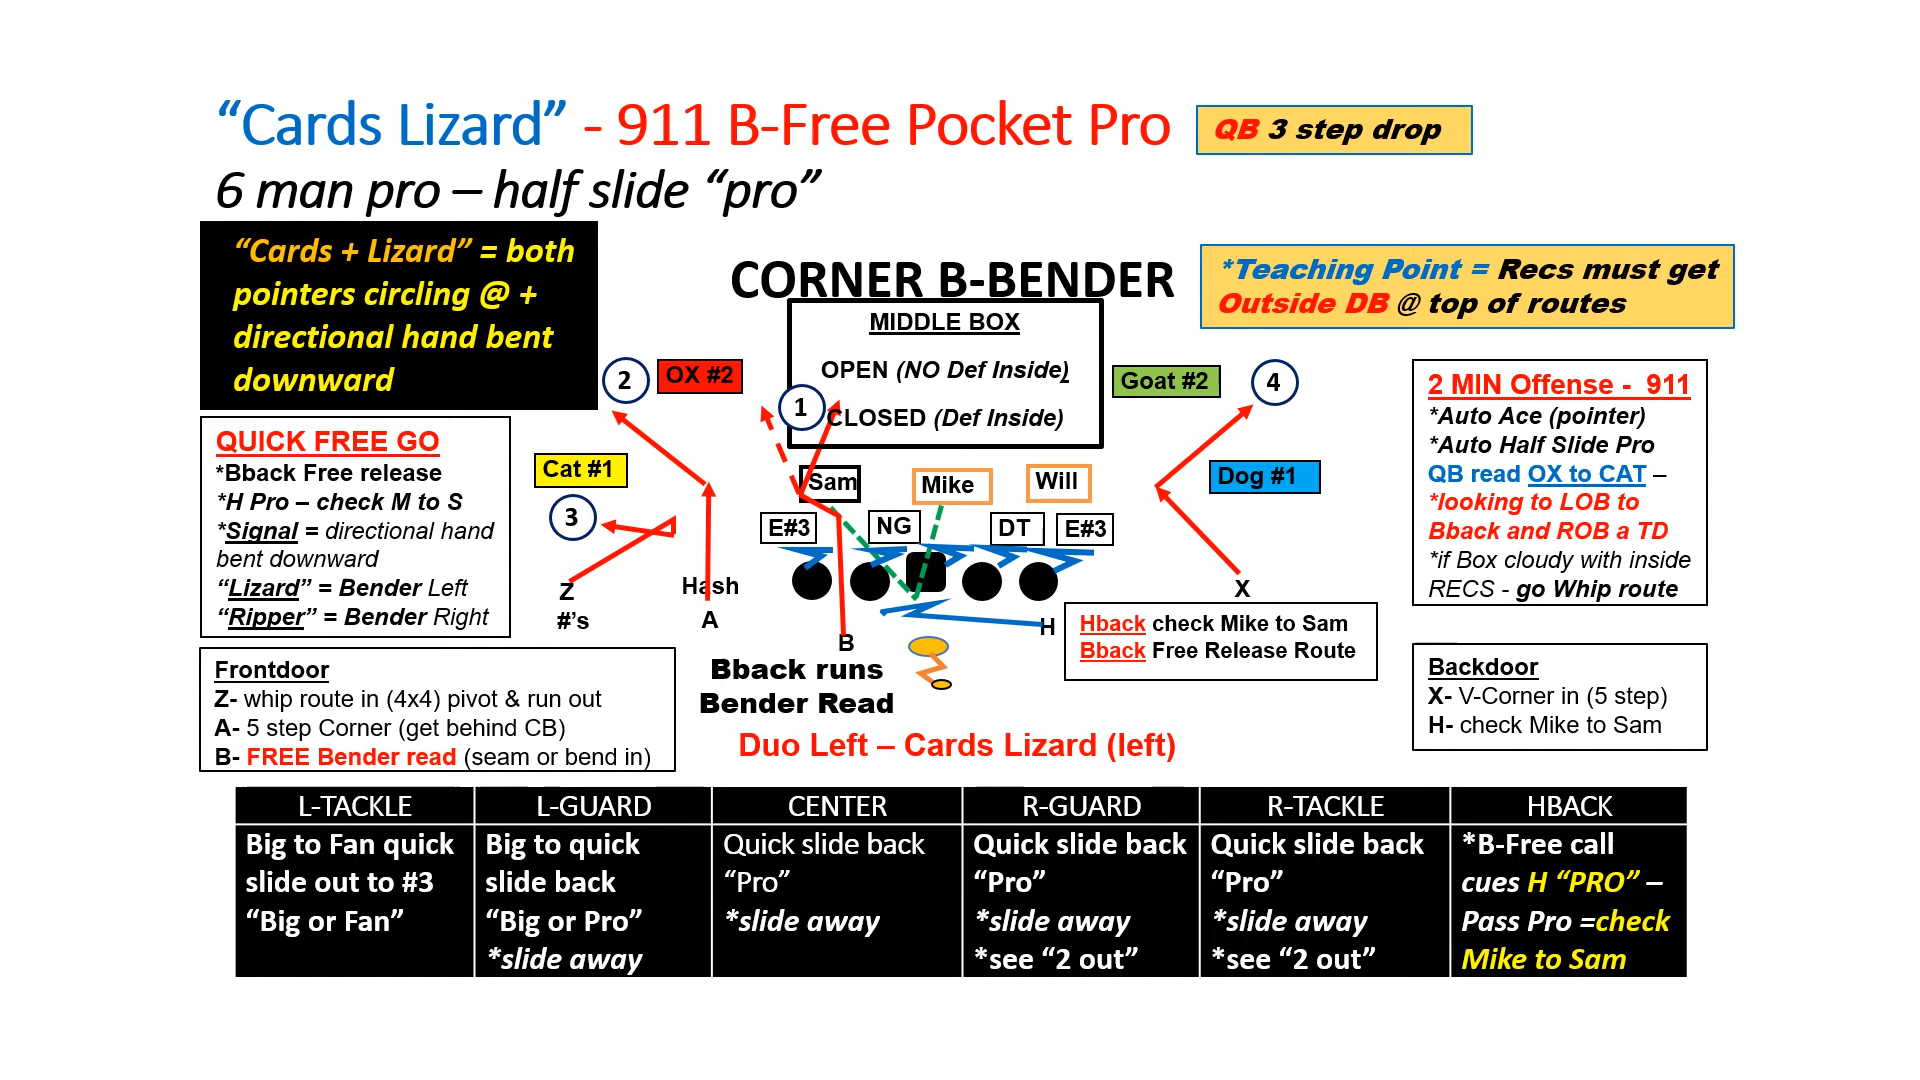 “Cards Lizard” - 911 B-Free Pocket Pro
QB 3 step drop
6 man pro – half slide “pro”
“Cards + Lizard” = both
pointers circling @ +
directional hand bent
downward
CORNER B-BENDER
*Teaching Point = Recs must get
Outside DB @ top of routes
MIDDLE BOX
OPEN (NO Def Inside)
CLOSED (Def Inside)
1
2
OX #2
Goat #2
4
QUICK FREE GO
*Bback Free release
*H Pro – check M to S
*Signal = directional hand
bent downward
“Lizard” = Bender Left
“Ripper” = Bender Right
Cat #1
3
Dog #1
2 MIN Offense - 911
*Auto Ace (pointer)
*Auto Half Slide Pro
QB read OX to CAT –
*looking to LOB to
Bback and ROB a TD
*if Box cloudy with inside
RECS - go Whip route
Sam
Mike
Will
E#3
NG
DT
E#3
Z
#’s
Hash
A
B
H
X
Hback check Mike to Sam
Bback Free Release Route
Bback runs
Bender Read
Frontdoor
Z- whip route in (4x4) pivot & run out
A- 5 step Corner (get behind CB)
B- FREE Bender read (seam or bend in)
Backdoor
X- V-Corner in (5 step)
H- check Mike to Sam
Duo Left – Cards Lizard (left)
L-TACKLE
L-GUARD
CENTER
R-GUARD
R-TACKLE
HBACK
Big to Fan quick
slide out to #3
“Big or Fan”
Big to quick
slide back
“Big or Pro”
*slide away
Quick slide back
“Pro”
*slide away
Quick slide back
“Pro”
*slide away
*see “2 out”
Quick slide back
“Pro”
*slide away
*see “2 out”
*B-Free call
cues H “PRO” –
Pass Pro =check
Mike to Sam